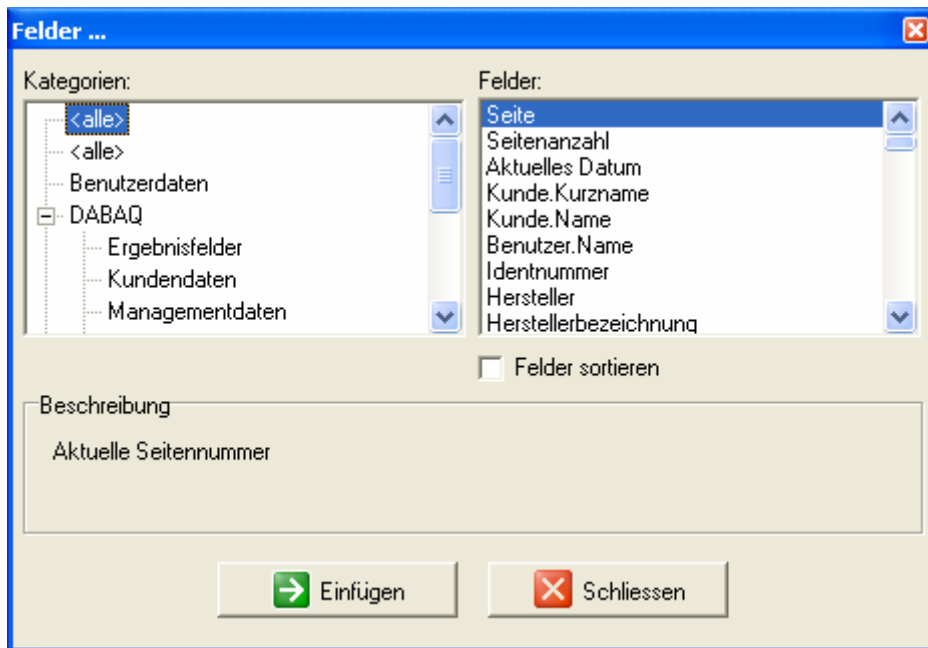 Felder ...
Kategorien:
<alle>
<alle>
Benutzerdaten
DABAQ
Ergebnisfelder
Kundendaten
Managementdaten
Felder:
Seite
Seitenanzahl
Aktuelles Datum
Kunde.Kurzname
Kunde.Name
Benutzer.Name
Identnummer
Hersteller
Herstellerbezeichnung
Felder sortieren
Beschreibung
Aktuelle Seitennummer
Einfügen
Schliessen